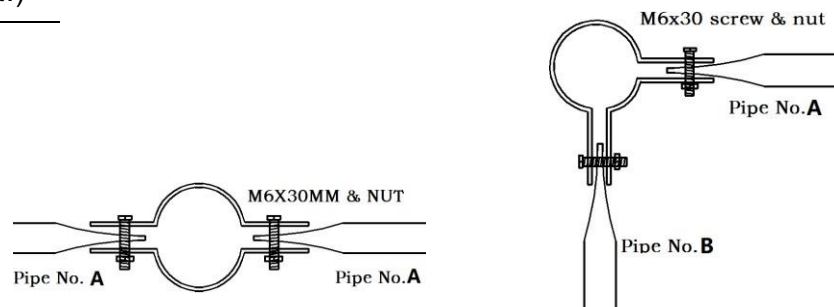 M6x30 screw & nut
Pipe No.A
M6X30MM & NUT
Pipe No. A
Pipe No.A
Pipe No.B